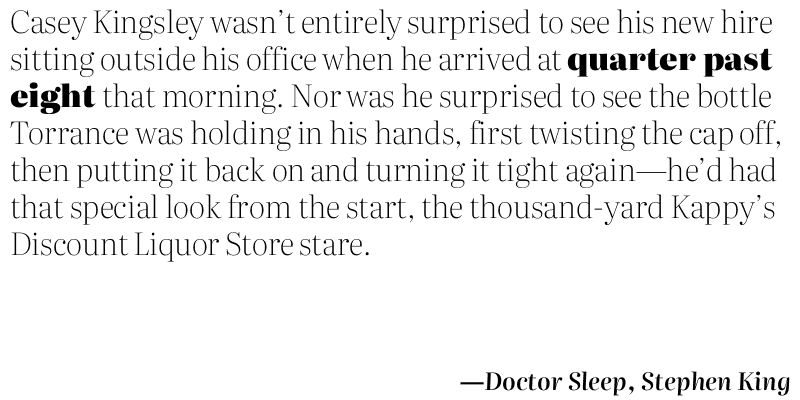 Casey Kingsley wasn’t entirely surprised to see his new hire
sitting outside his office when he arrived at quarter past
eight that morning. Nor was he surprised to see the bottle
Torrance was holding in his hands, first twisting the cap off,
then putting it back on and turning it tight again—he’d had
that special look from the start, the thousand-yard Kappy’s
Discount Liquor Store stare.
—Doctor Sleep, Stephen King